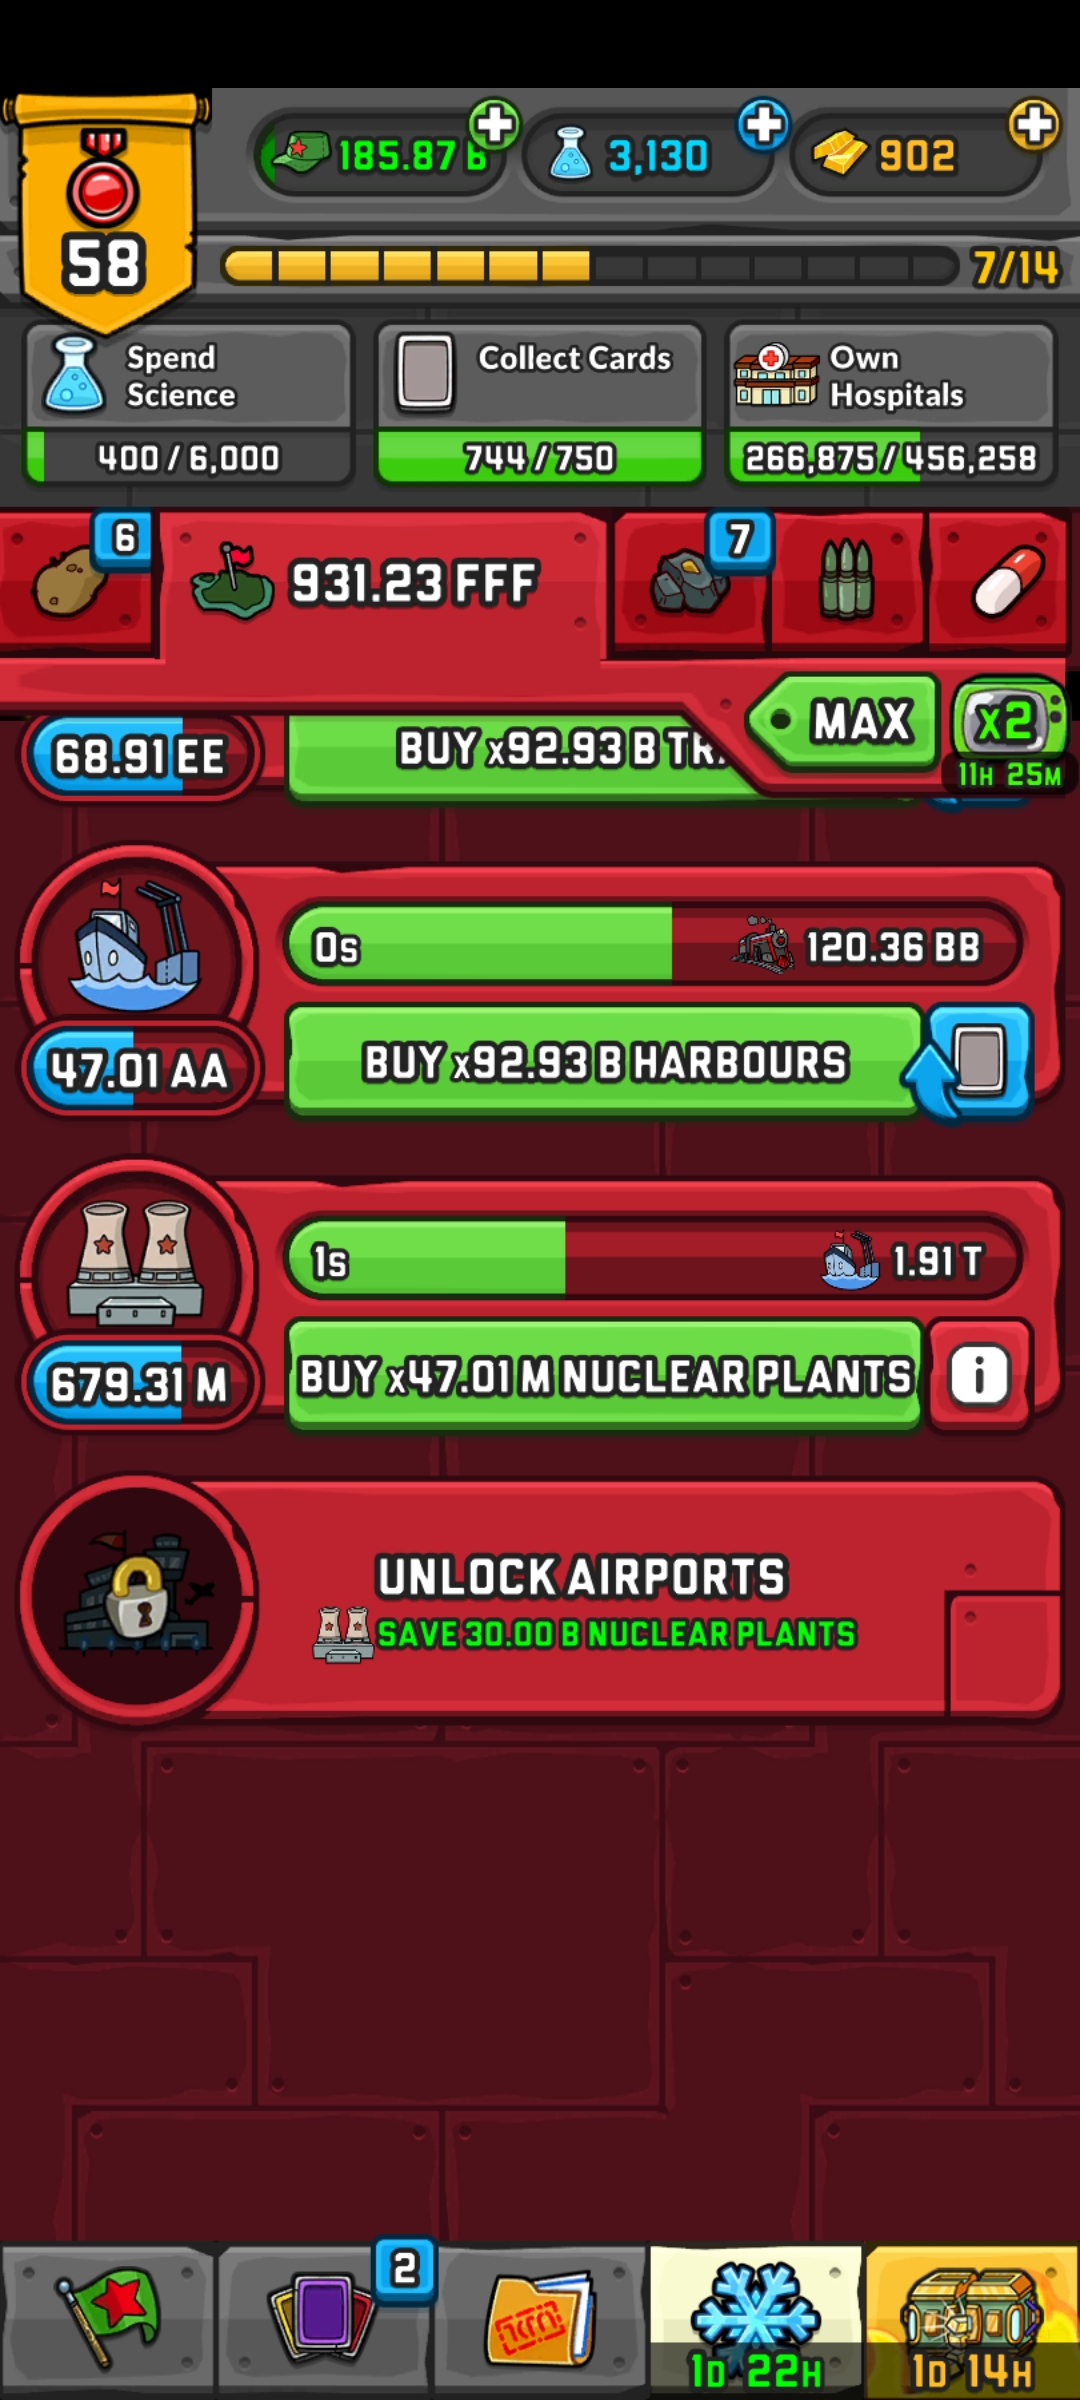 185.87 B
3,130
902
58
7/14
Spend
Science
400 / 6,000
Collect Cards
744 / 750
Own
Hospitals
266,875 / 456,258
6
931.23 FFF
7
MAX
x2
11H 25M
68.91 EE
BUY x92.93 B
0s
120.36 BB
47.01 AA
BUY x92.93 B HARBOURS
1s
1.91 T
679.31 M
BUY x47.01 M NUCLEAR PLANTS
i
UNLOCK AIRPORTS
SAVE 30.00 B NUCLEAR PLANTS
2
1D 22H
1D 14H